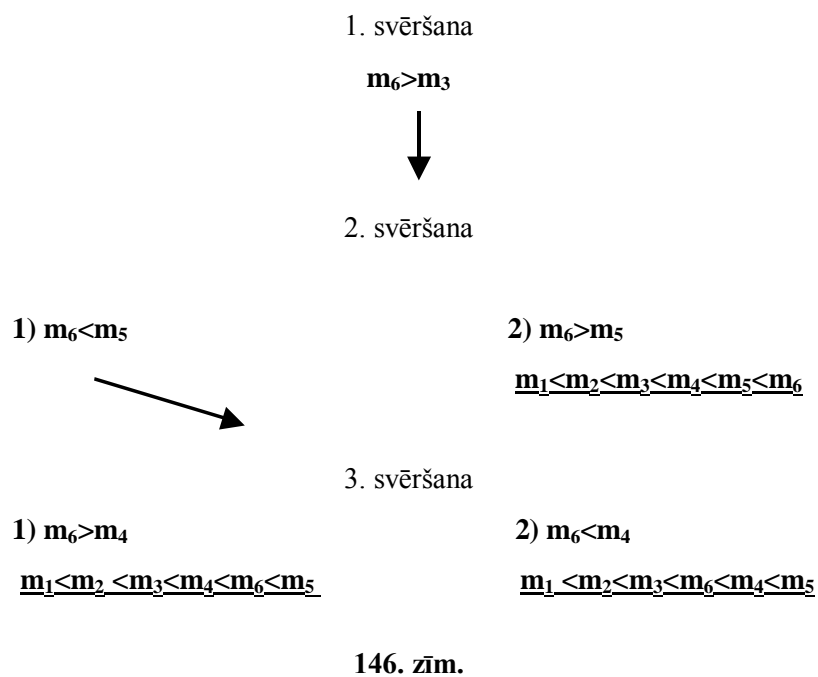 1. svēršana
m₆>m₃
2. svēršana
1) m₆<m₅ 2) m₆>m₅
m₁<m₂<m₃<m₄<m₅<m₆
3. svēršana
1) m₆>m₄ 2) m₆<m₄
m₁<m₂ <m₃<m₄<m₆<m₅ m₁ <m₂<m₃<m₆<m₄<m₅
146. zīm.